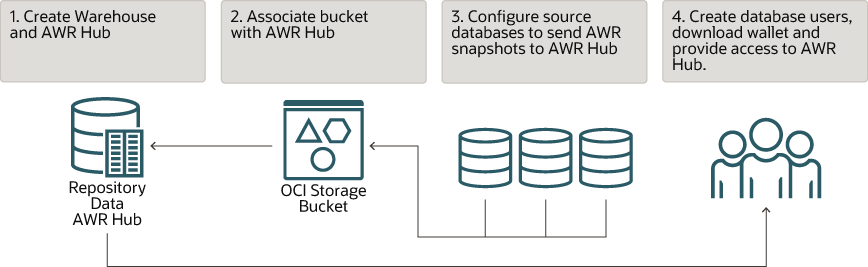 1. Create Warehouse
and AWR Hub
2. Associate bucket
with AWR Hub
3. Configure source
databases to send AWR
snapshots to AWR Hub
4. Create database users,
download wallet and
provide access to AWR
Hub.
Repository
Data
AWR Hub
OCI Storage
Bucket